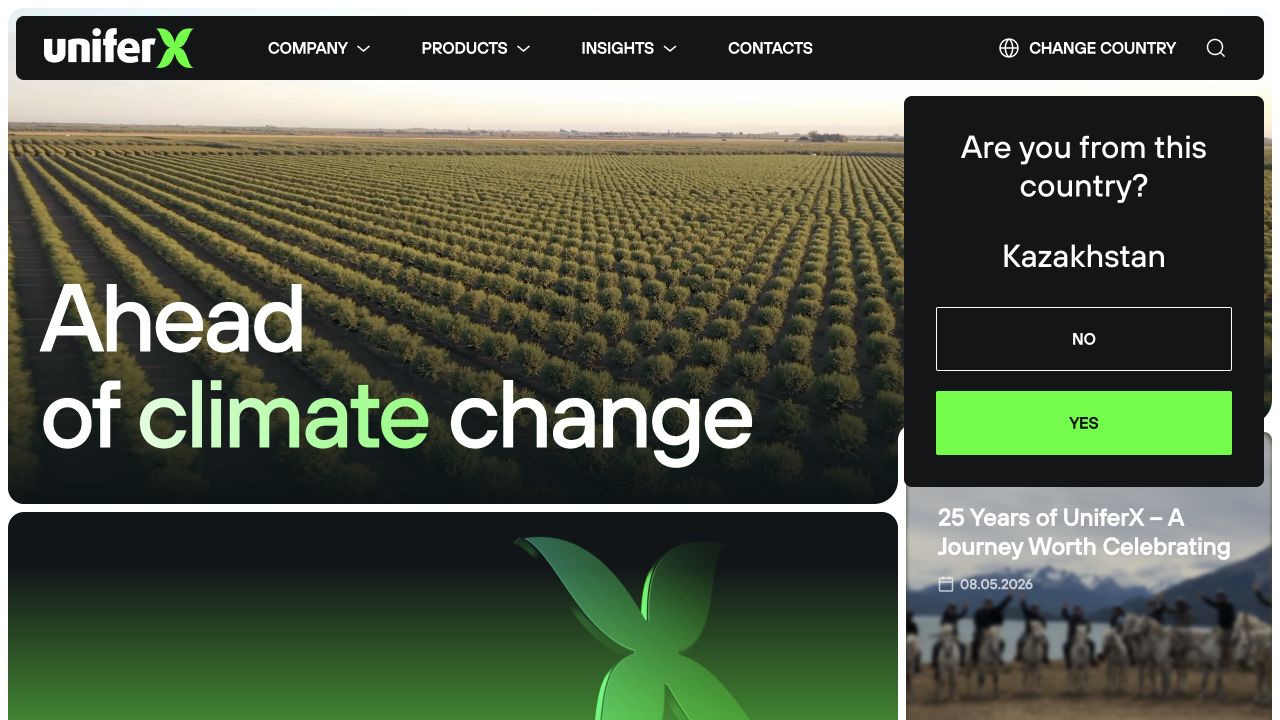 uniferX
COMPANY
PRODUCTS
INSIGHTS
CONTACTS
CHANGE COUNTRY
Are you from this
country?
Kazakhstan
NO
YES
Ahead
of climate change
25 Years of UniferX – A
Journey Worth Celebrating
08.05.2026